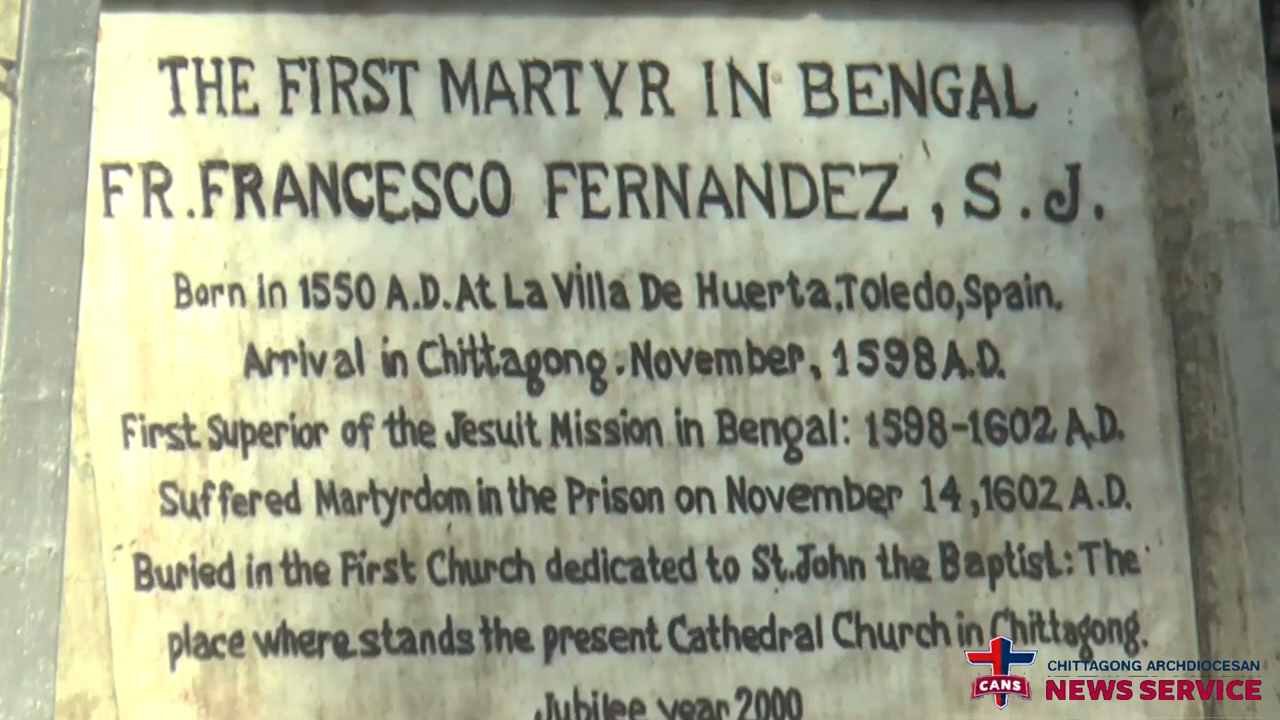 THE FIRST MARTYR IN BENGAL
FR.FRANCESCO FERNANDEZ, S.J.
Born in 1550 A.D.At La Villa De Huerta.Toledo,Spain.
Arrival in Chittagong.November, 1598 A.D.
First Superior of the Jesuit Mission in Bengal: 1598-1602 A.D.
Suffered Martyrdom in the Prison on November 14,1602 A.D.
Buried in the First Church dedicated to St.John the Baptist: The
place where stands the present Cathedral Church in Chittagong.
Jubilee year 2000
CANS
CHITTAGONG ARCHDIOCESAN
NEWS SERVICE